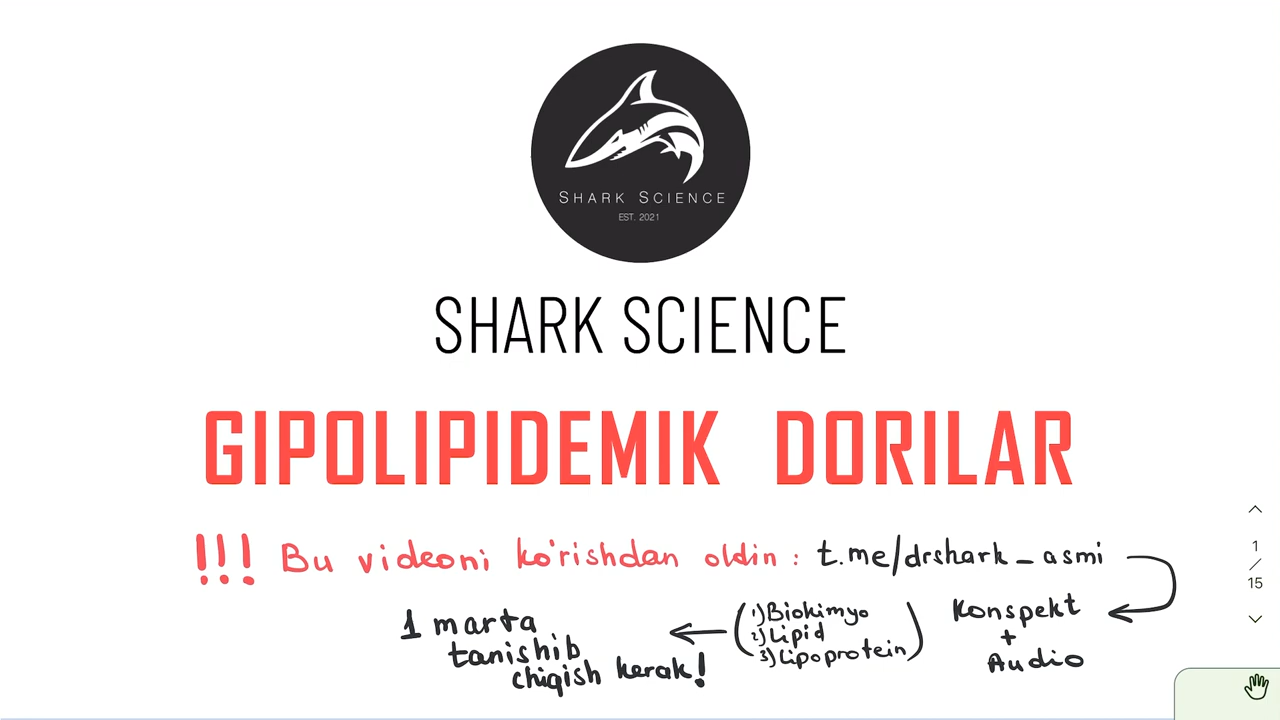 SHARK SCIENCE
EST. 2021
SHARK SCIENCE
GIPOLIPIDEMIK DORILAR
!!! Bu videoni ko'rishdan oldin : t.me/drshark_asmi
1 marta
tanishib
chiqish kerak!
1) Biokimyo
2) Lipid
3) Lipoprotein
Konspekt
+
Audio
1
/
15